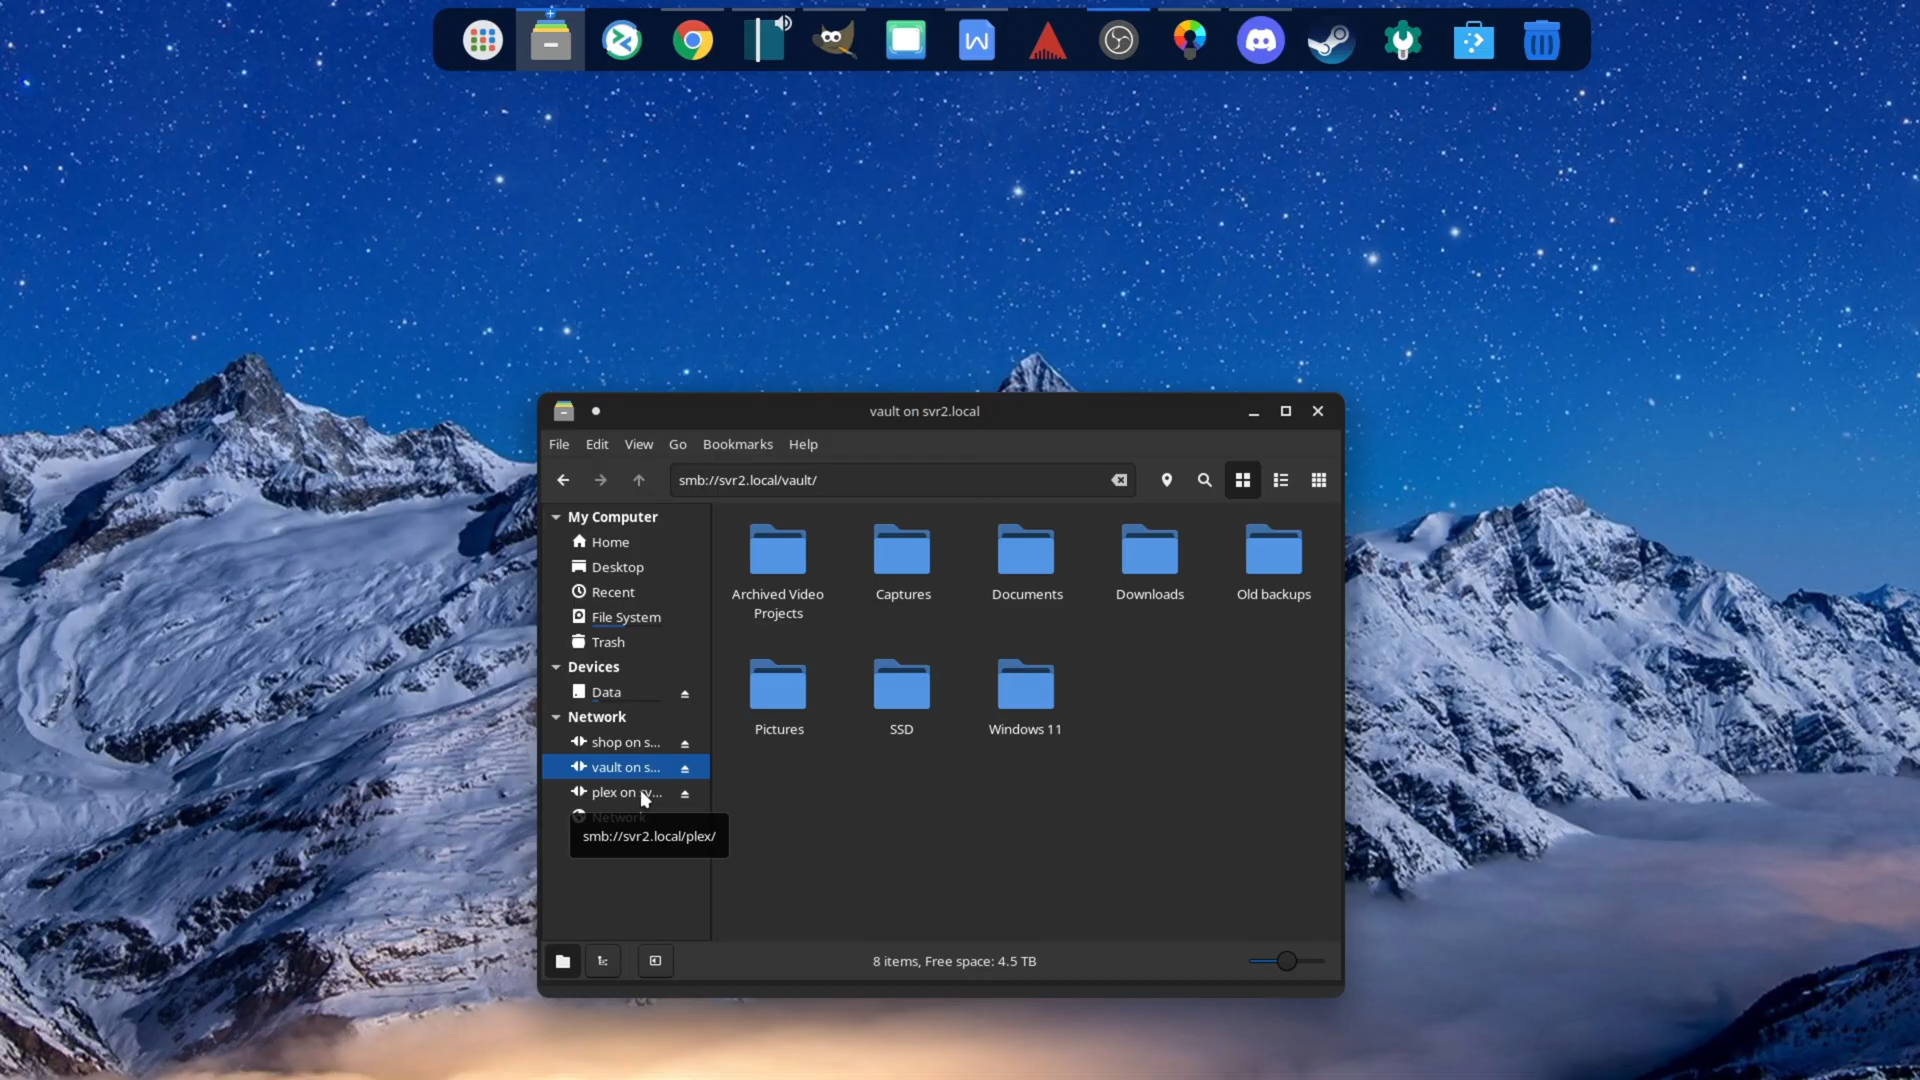 vault on svr2.local
File Edit View Go Bookmarks Help
smb://svr2.local/vault/
My Computer
Home
Desktop
Recent
File System
Trash
Devices
Data
Network
shop on s...
vault on s...
plex on sv...
Network
smb://svr2.local/plex/
Archived Video
Projects
Captures
Documents
Downloads
Old backups
Pictures
SSD
Windows 11
8 items, Free space: 4.5 TB